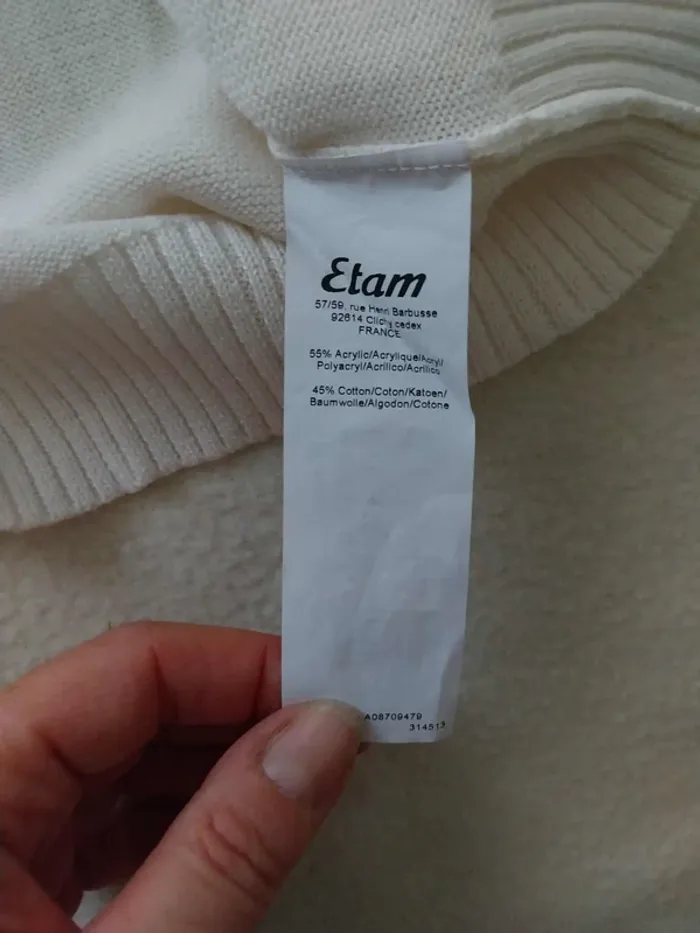 Etam
57/59, rue Henri Barbusse
92614 Clichy cedex
FRANCE
55% Acrylic/Acrylique/Acryl/
Polyacryl/Acrílico/Acrilico
45% Cotton/Coton/Katoen/
Baumwolle/Algodon/Cotone
A08709479
314513